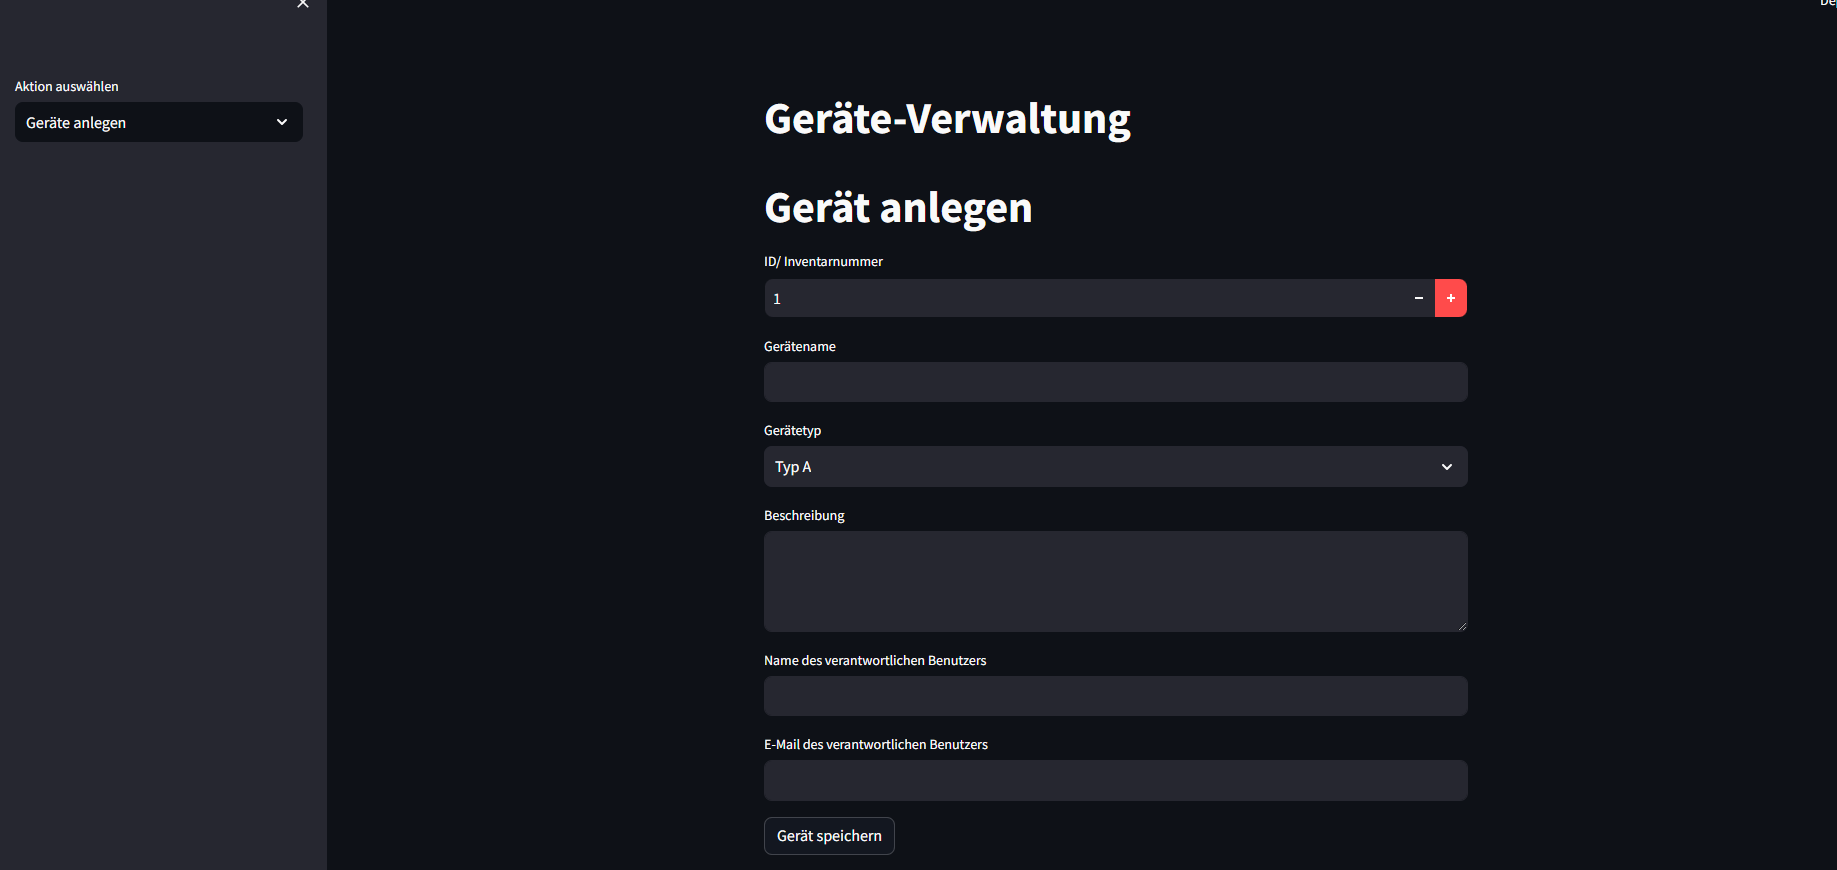 Aktion auswählen
Geräte anlegen
Geräte-Verwaltung
Gerät anlegen
ID/ Inventarnummer
1
Gerätename
Gerätetyp
Typ A
Beschreibung
Name des verantwortlichen Benutzers
E-Mail des verantwortlichen Benutzers
Gerät speichern